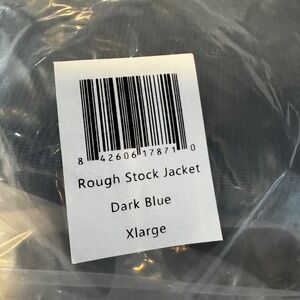 8 42606 17871 0
Rough Stock Jacket
Dark Blue
Xlarge